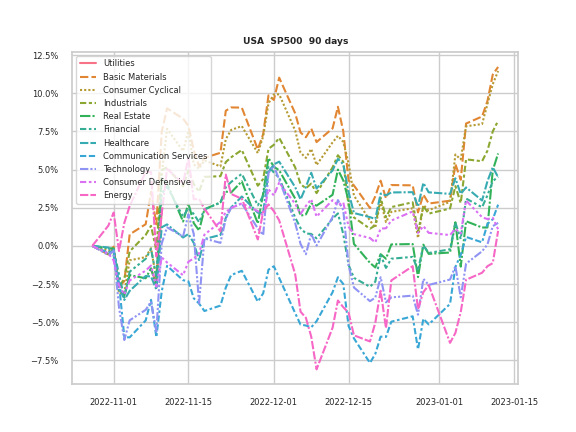 USA SP500 90 days
12.5%
10.0%
7.5%
5.0%
2.5%
0.0%
−2.5%
−5.0%
−7.5%
Utilities
Basic Materials
Consumer Cyclical
Industrials
Real Estate
Financial
Healthcare
Communication Services
Technology
Consumer Defensive
Energy
2022-11-01 2022-11-15 2022-12-01 2022-12-15 2023-01-01 2023-01-15